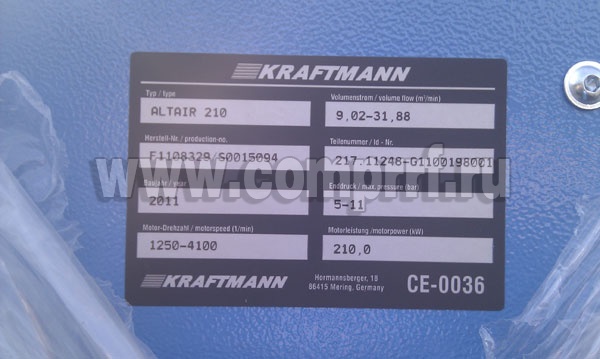 KRAFTMANN
Typ / type
ALTAIR 210
Volumenstrom / volume flow (m³/min)
9,02-31,88
Herstell-Nr. / production-no.
F1108329/S0015094
Teilenummer / Id - Nr.
217.11246-G1100198001
Baujahr / year
2011
Enddruck / max. pressure (bar)
5-11
Motor-Drehzahl / motorspeed (1/min)
1250-4100
Motorleistung /motorpower (kW)
210,0
KRAFTMANN
Hermannsberger, 18
86415 Mering, Germany
CE-0036
www.comprrf.ru